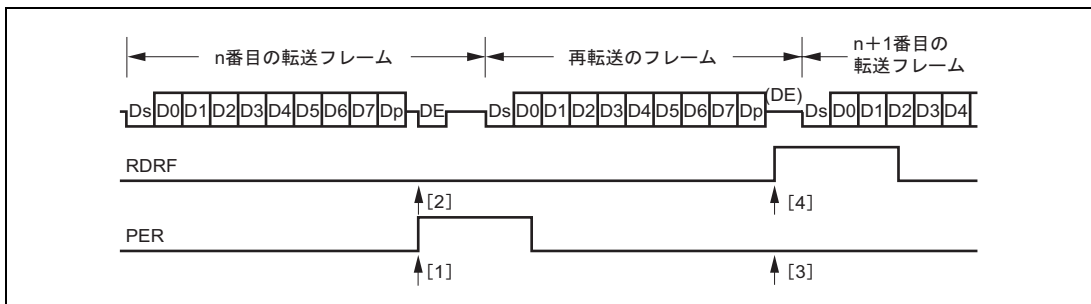 n番目の転送フレーム
再転送のフレーム
n+1番目の
転送フレーム
Ds D0 D1 D2 D3 D4 D5 D6 D7 Dp DE Ds D0 D1 D2 D3 D4 D5 D6 D7 Dp (DE) Ds D0 D1 D2 D3 D4
RDRF
[2] [4]
PER
[1] [3]